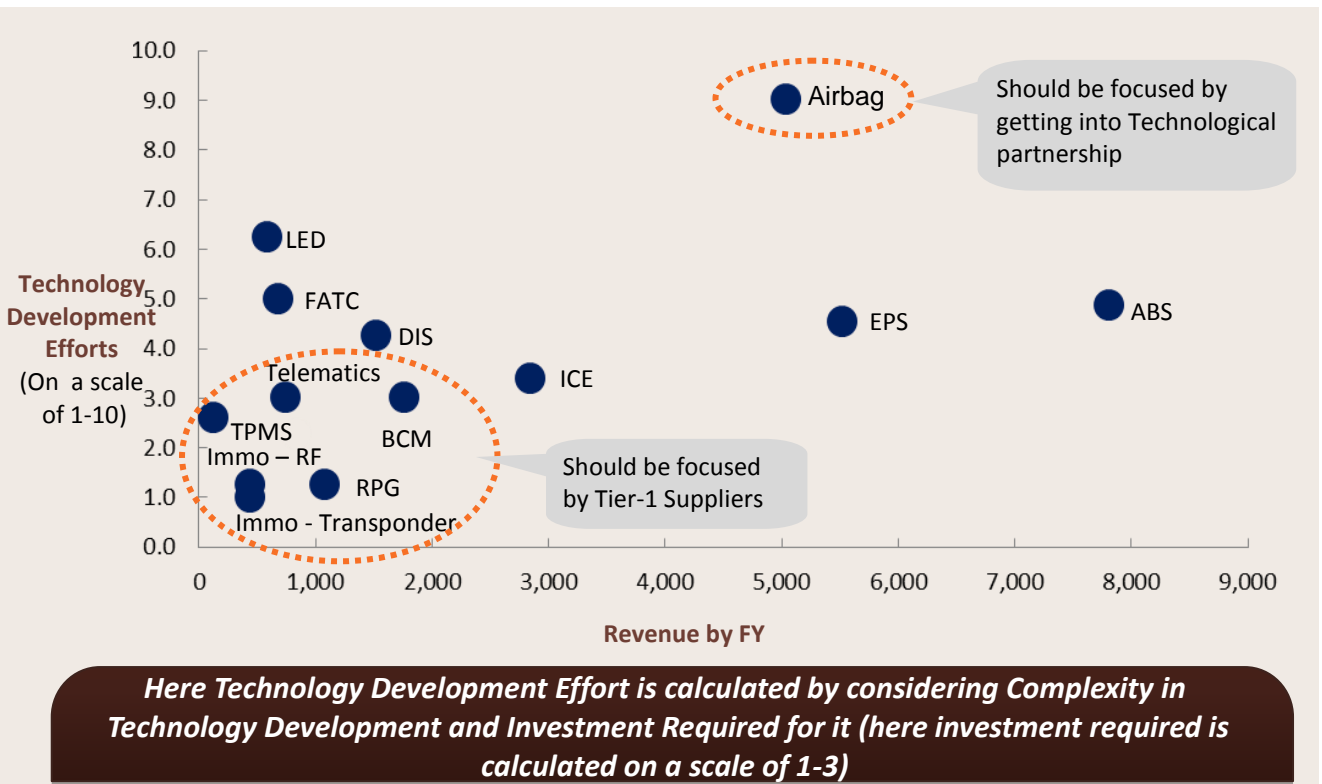 10.0
9.0
8.0
7.0
6.0
5.0
4.0
3.0
2.0
1.0
0.0
Technology
Development
Efforts
(On a scale
of 1-10)
Airbag
Should be focused by
getting into Technological
partnership
LED
FATC
DIS
EPS
ABS
Telematics
ICE
TPMS
BCM
Immo – RF
RPG
Immo - Transponder
Should be focused
by Tier-1 Suppliers
0
1,000
2,000
3,000
4,000
5,000
6,000
7,000
8,000
9,000
Revenue by FY
Here Technology Development Effort is calculated by considering Complexity in
Technology Development and Investment Required for it (here investment required is
calculated on a scale of 1-3)